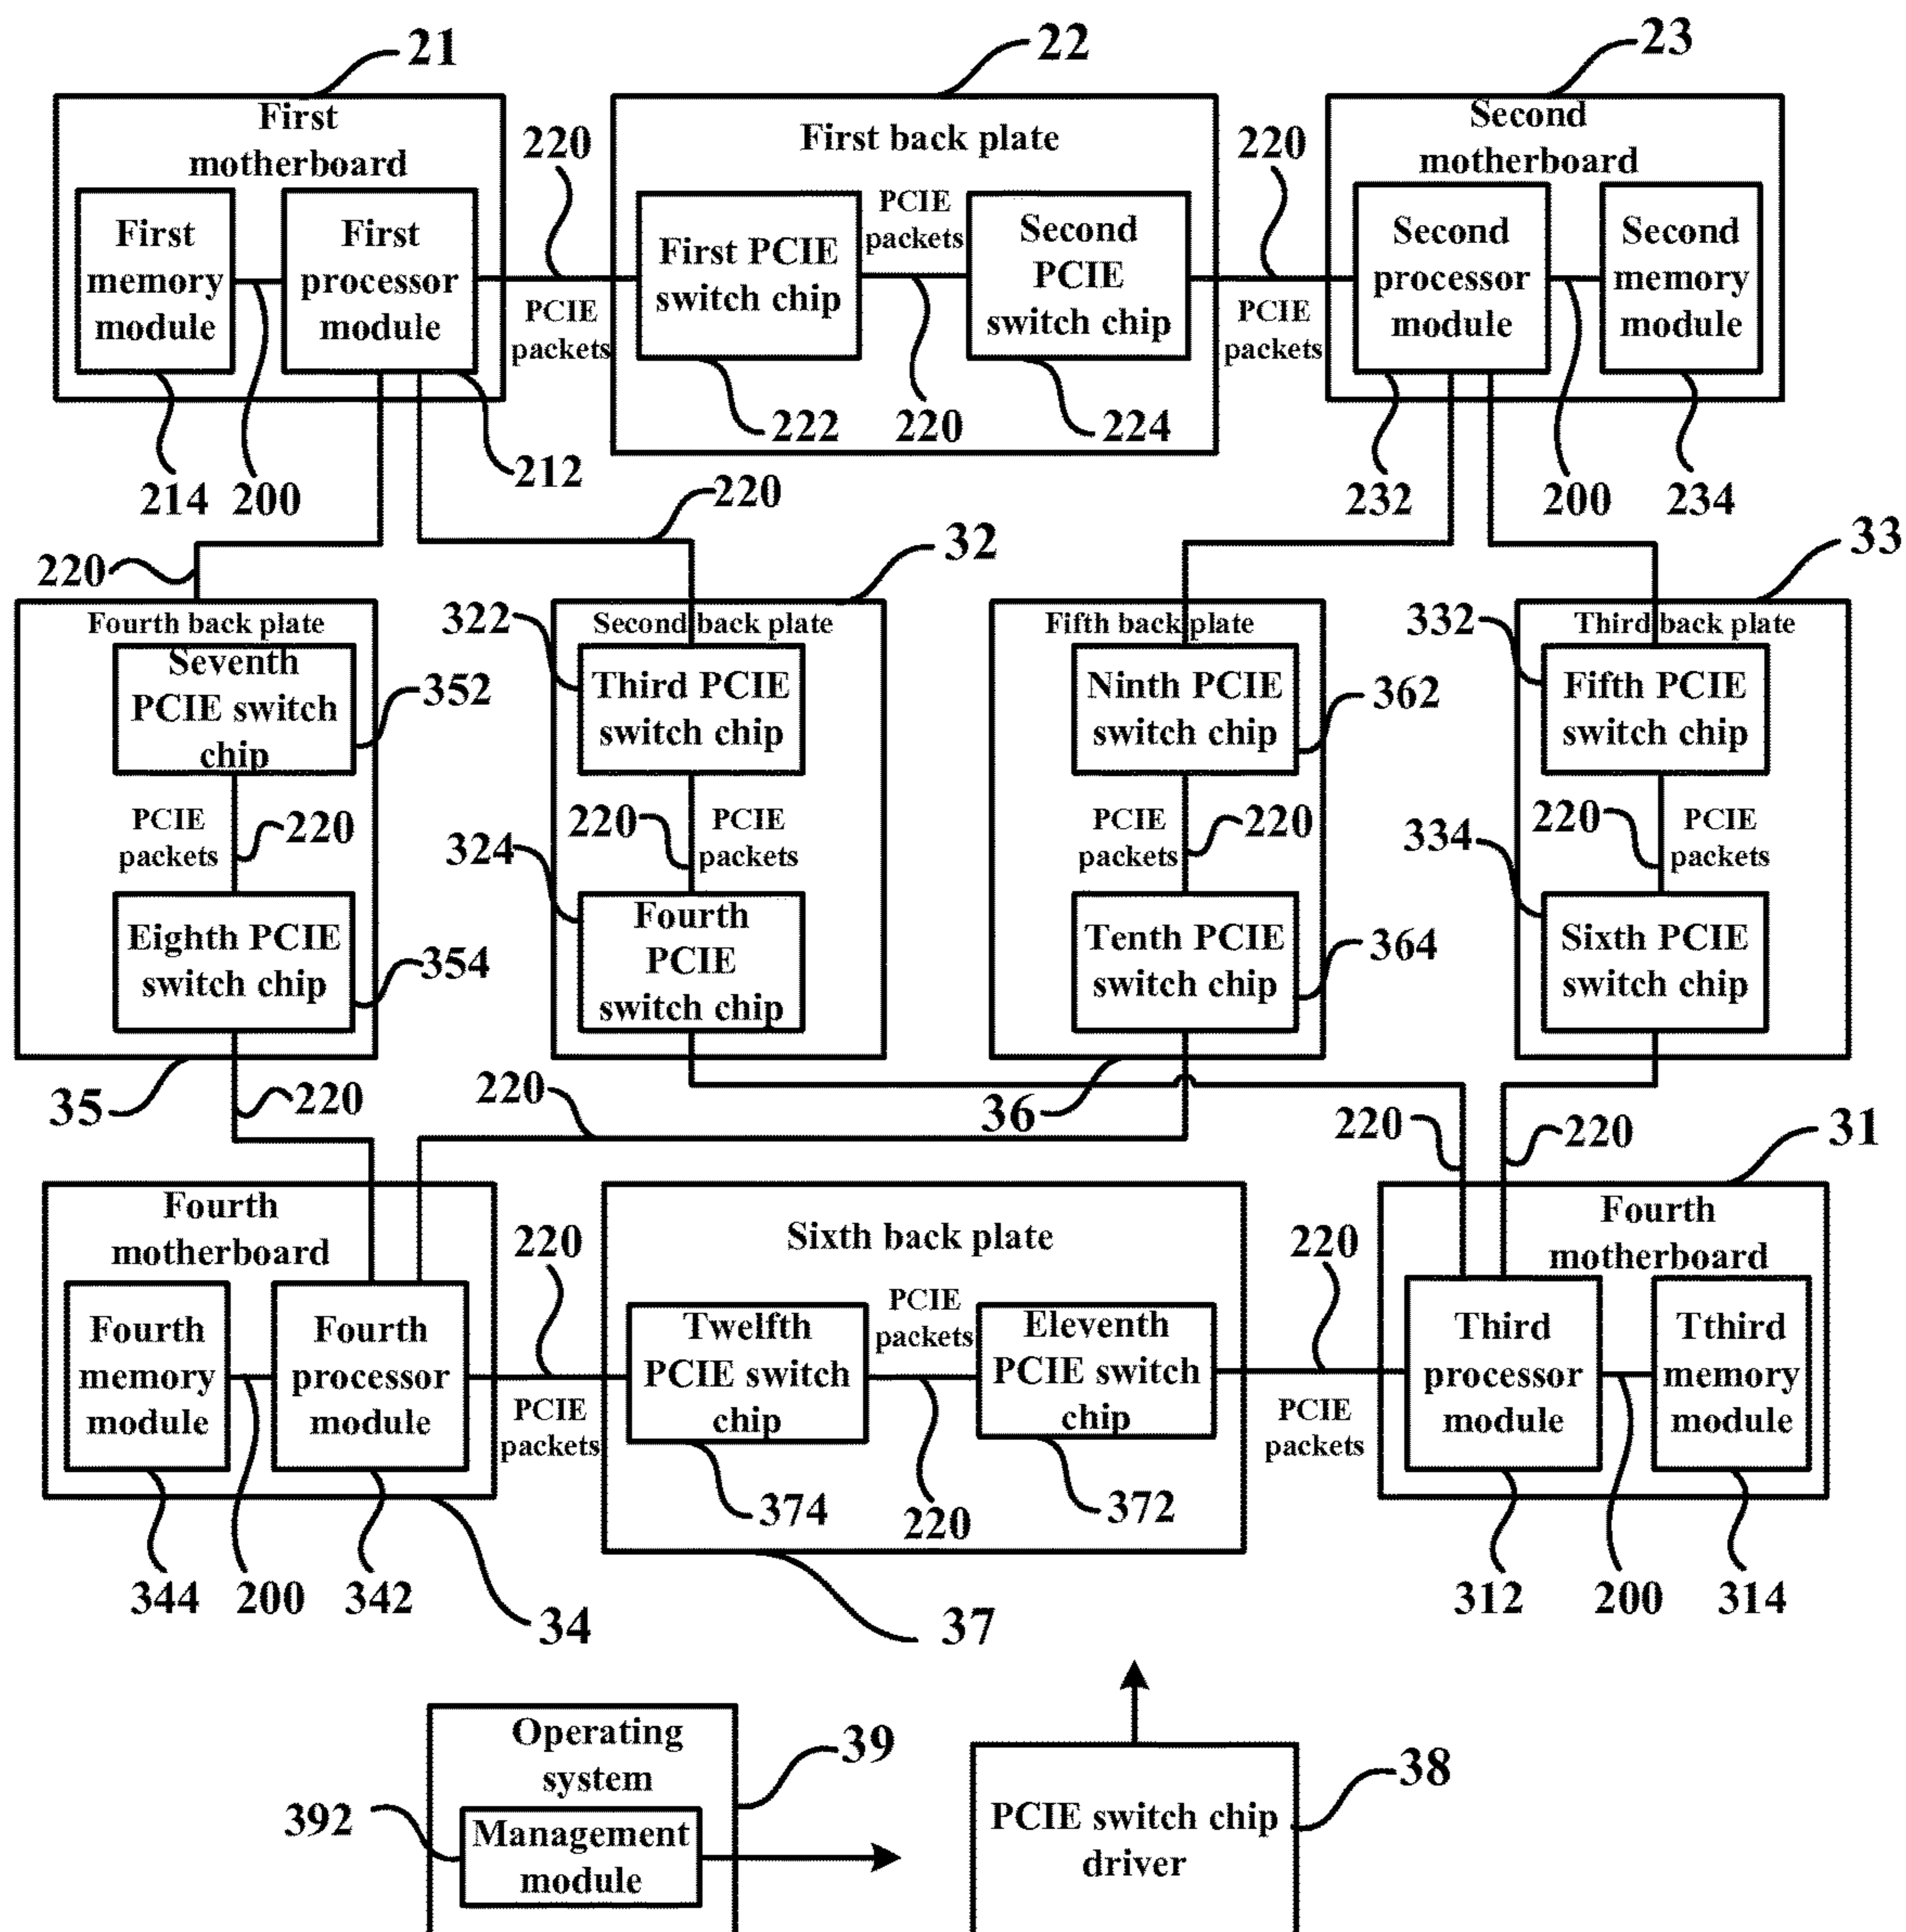 21
22
23
First
motherboard
220
First back plate
220
Second
motherboard
First
memory
module
First
processor
module
PCIE
packets
First PCIE
switch chip
PCIE
packets
Second
PCIE
switch chip
PCIE
packets
Second
processor
module
Second
memory
module
222
220
224
214
200
212
220
232
200
234
220
32
33
Fourth back plate
322
Second back plate
Fifth back plate
332
Third back plate
Seventh
PCIE switch
chip
352
Third PCIE
switch chip
Ninth PCIE
switch chip
362
Fifth PCIE
switch chip
PCIE
packets
220
324
220
PCIE
packets
PCIE
packets
220
334
220
PCIE
packets
Eighth PCIE
switch chip
354
Fourth
PCIE
switch chip
Tenth PCIE
switch chip
364
Sixth PCIE
switch chip
35
220
220
36
220
220
31
Fourth
motherboard
220
Sixth back plate
220
Fourth
motherboard
Fourth
memory
module
Fourth
processor
module
PCIE
packets
Twelfth
PCIE switch
chip
PCIE
packets
Eleventh
PCIE switch
chip
PCIE
packets
Third
processor
module
Tthird
memory
module
374
220
372
344
200
342
34
37
312
200
314
Operating
system
39
392
Management
module
PCIE switch chip
driver
38